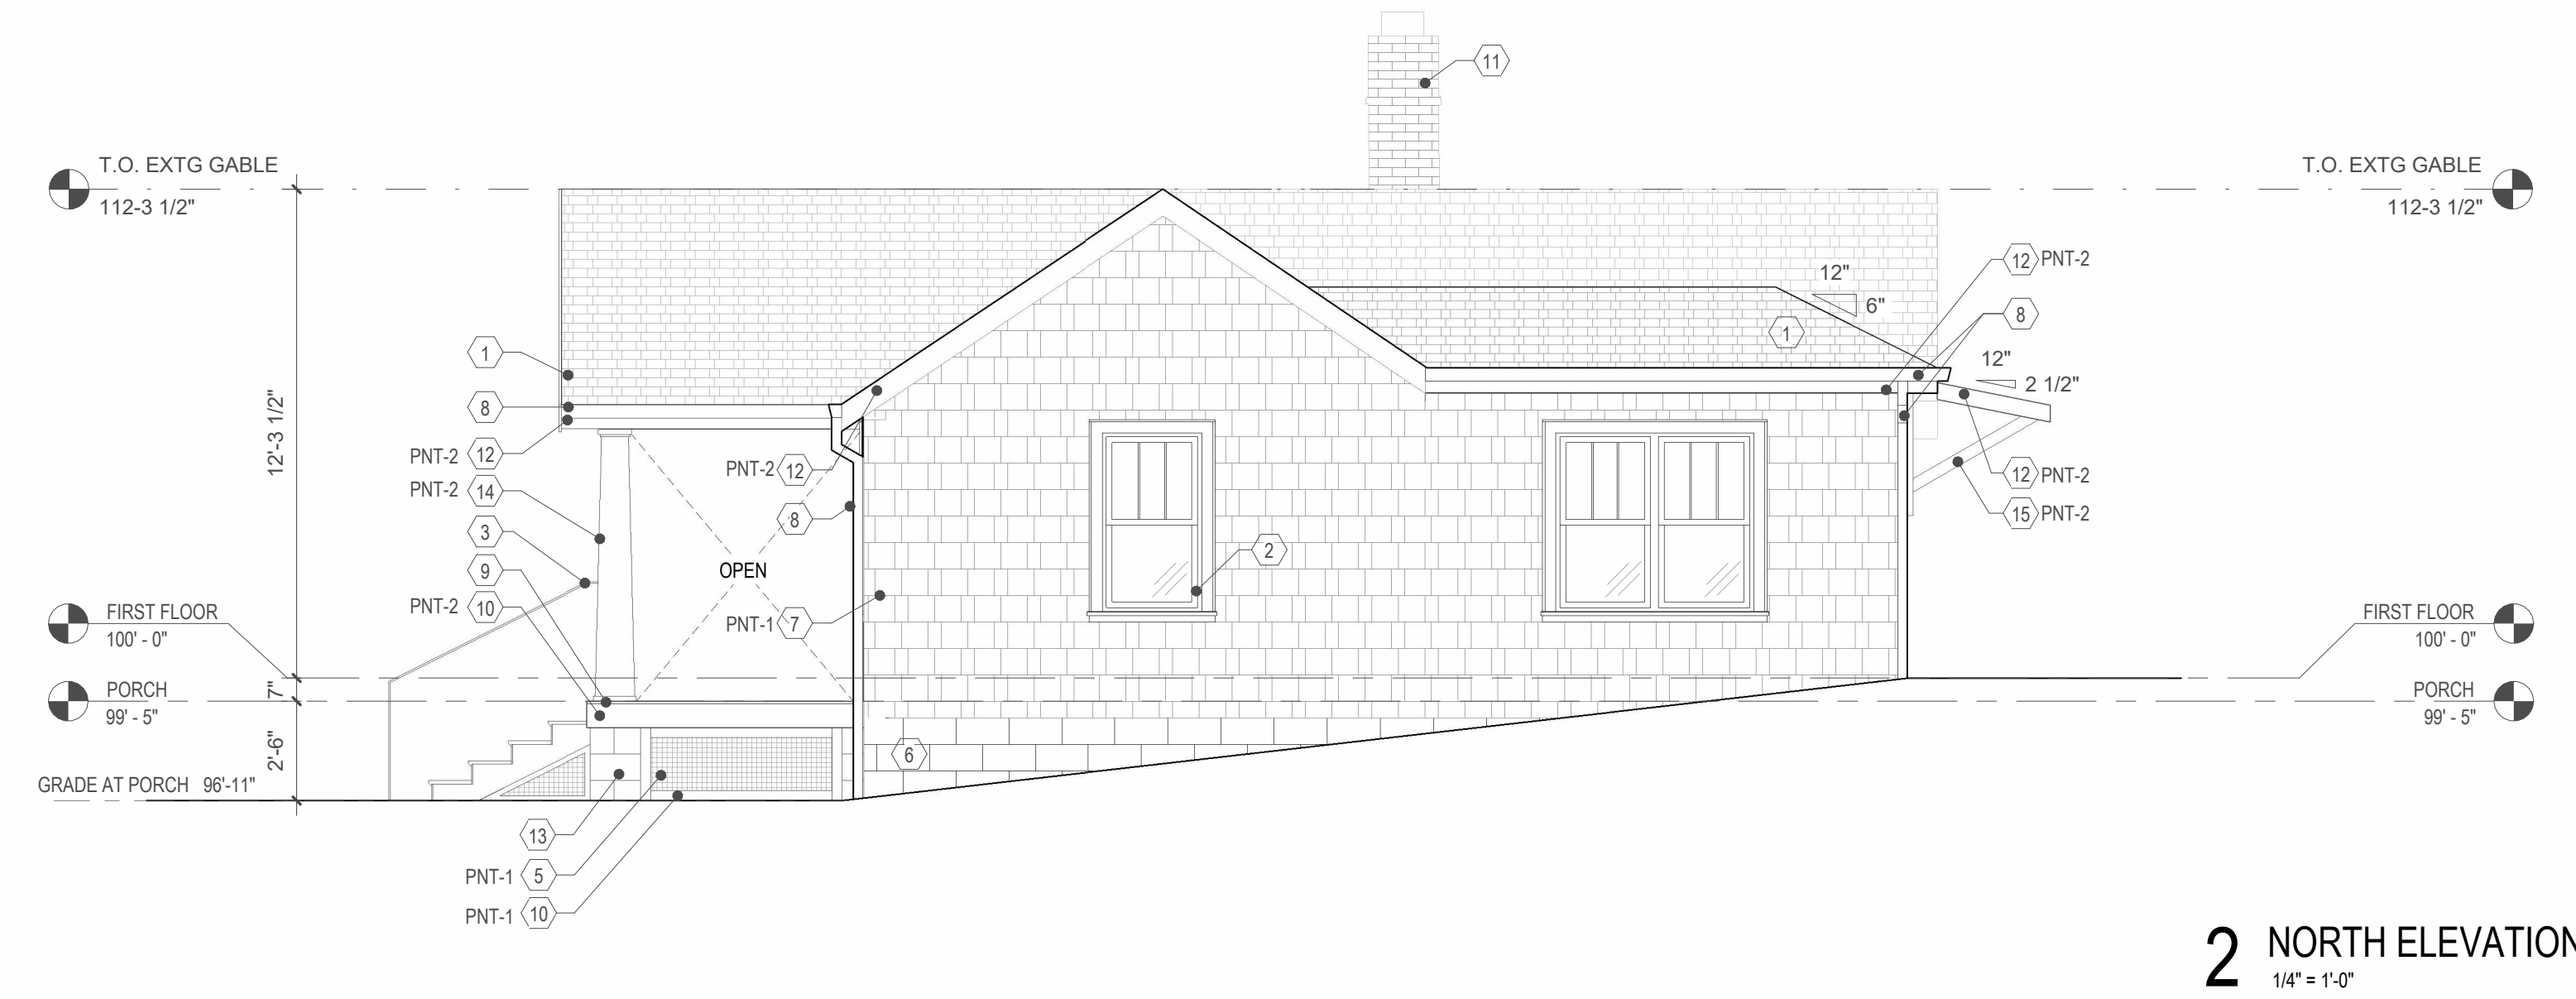 11
T.O. EXTG GABLE
112-3 1/2"
T.O. EXTG GABLE
112-3 1/2"
12 PNT-2
12"
6"
8
1
1
12"
2 1/2"
8
12'-3 1/2"
PNT-2 12
PNT-2 12
12 PNT-2
PNT-2 14
15 PNT-2
8
3
2
9
OPEN
PNT-2 10
PNT-1 7
FIRST FLOOR
100' - 0"
FIRST FLOOR
100' - 0"
7"
PORCH
99' - 5"
PORCH
99' - 5"
2'-6"
6
GRADE AT PORCH 96'-11"
13
PNT-1 5
PNT-1 10
2 NORTH ELEVATION
1/4" = 1'-0"